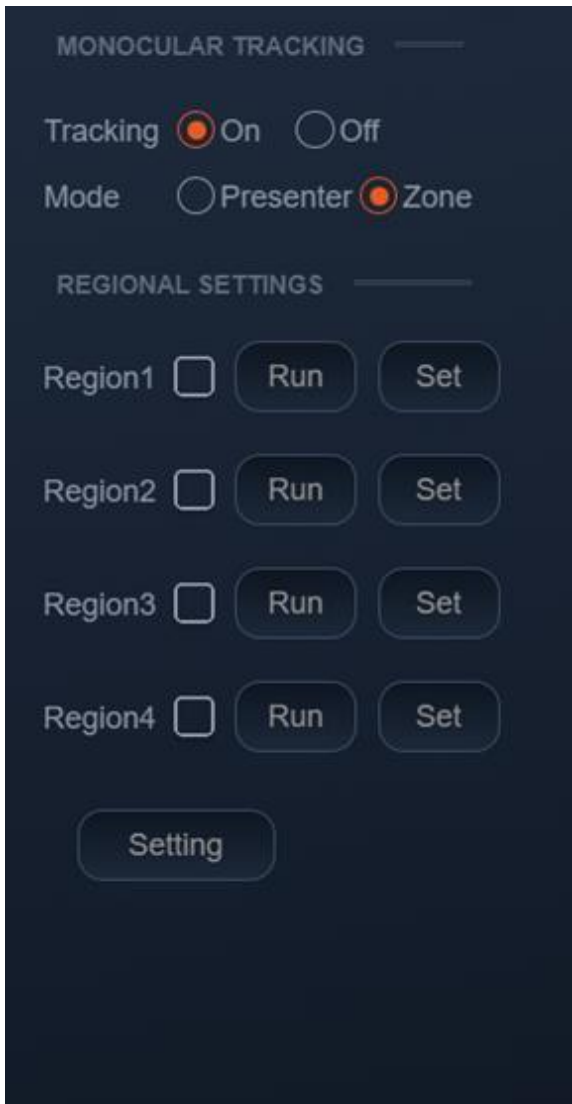 MONOCULAR TRACKING
Tracking On Off
Mode Presenter Zone
REGIONAL SETTINGS
Region1 Run Set
Region2 Run Set
Region3 Run Set
Region4 Run Set
Setting